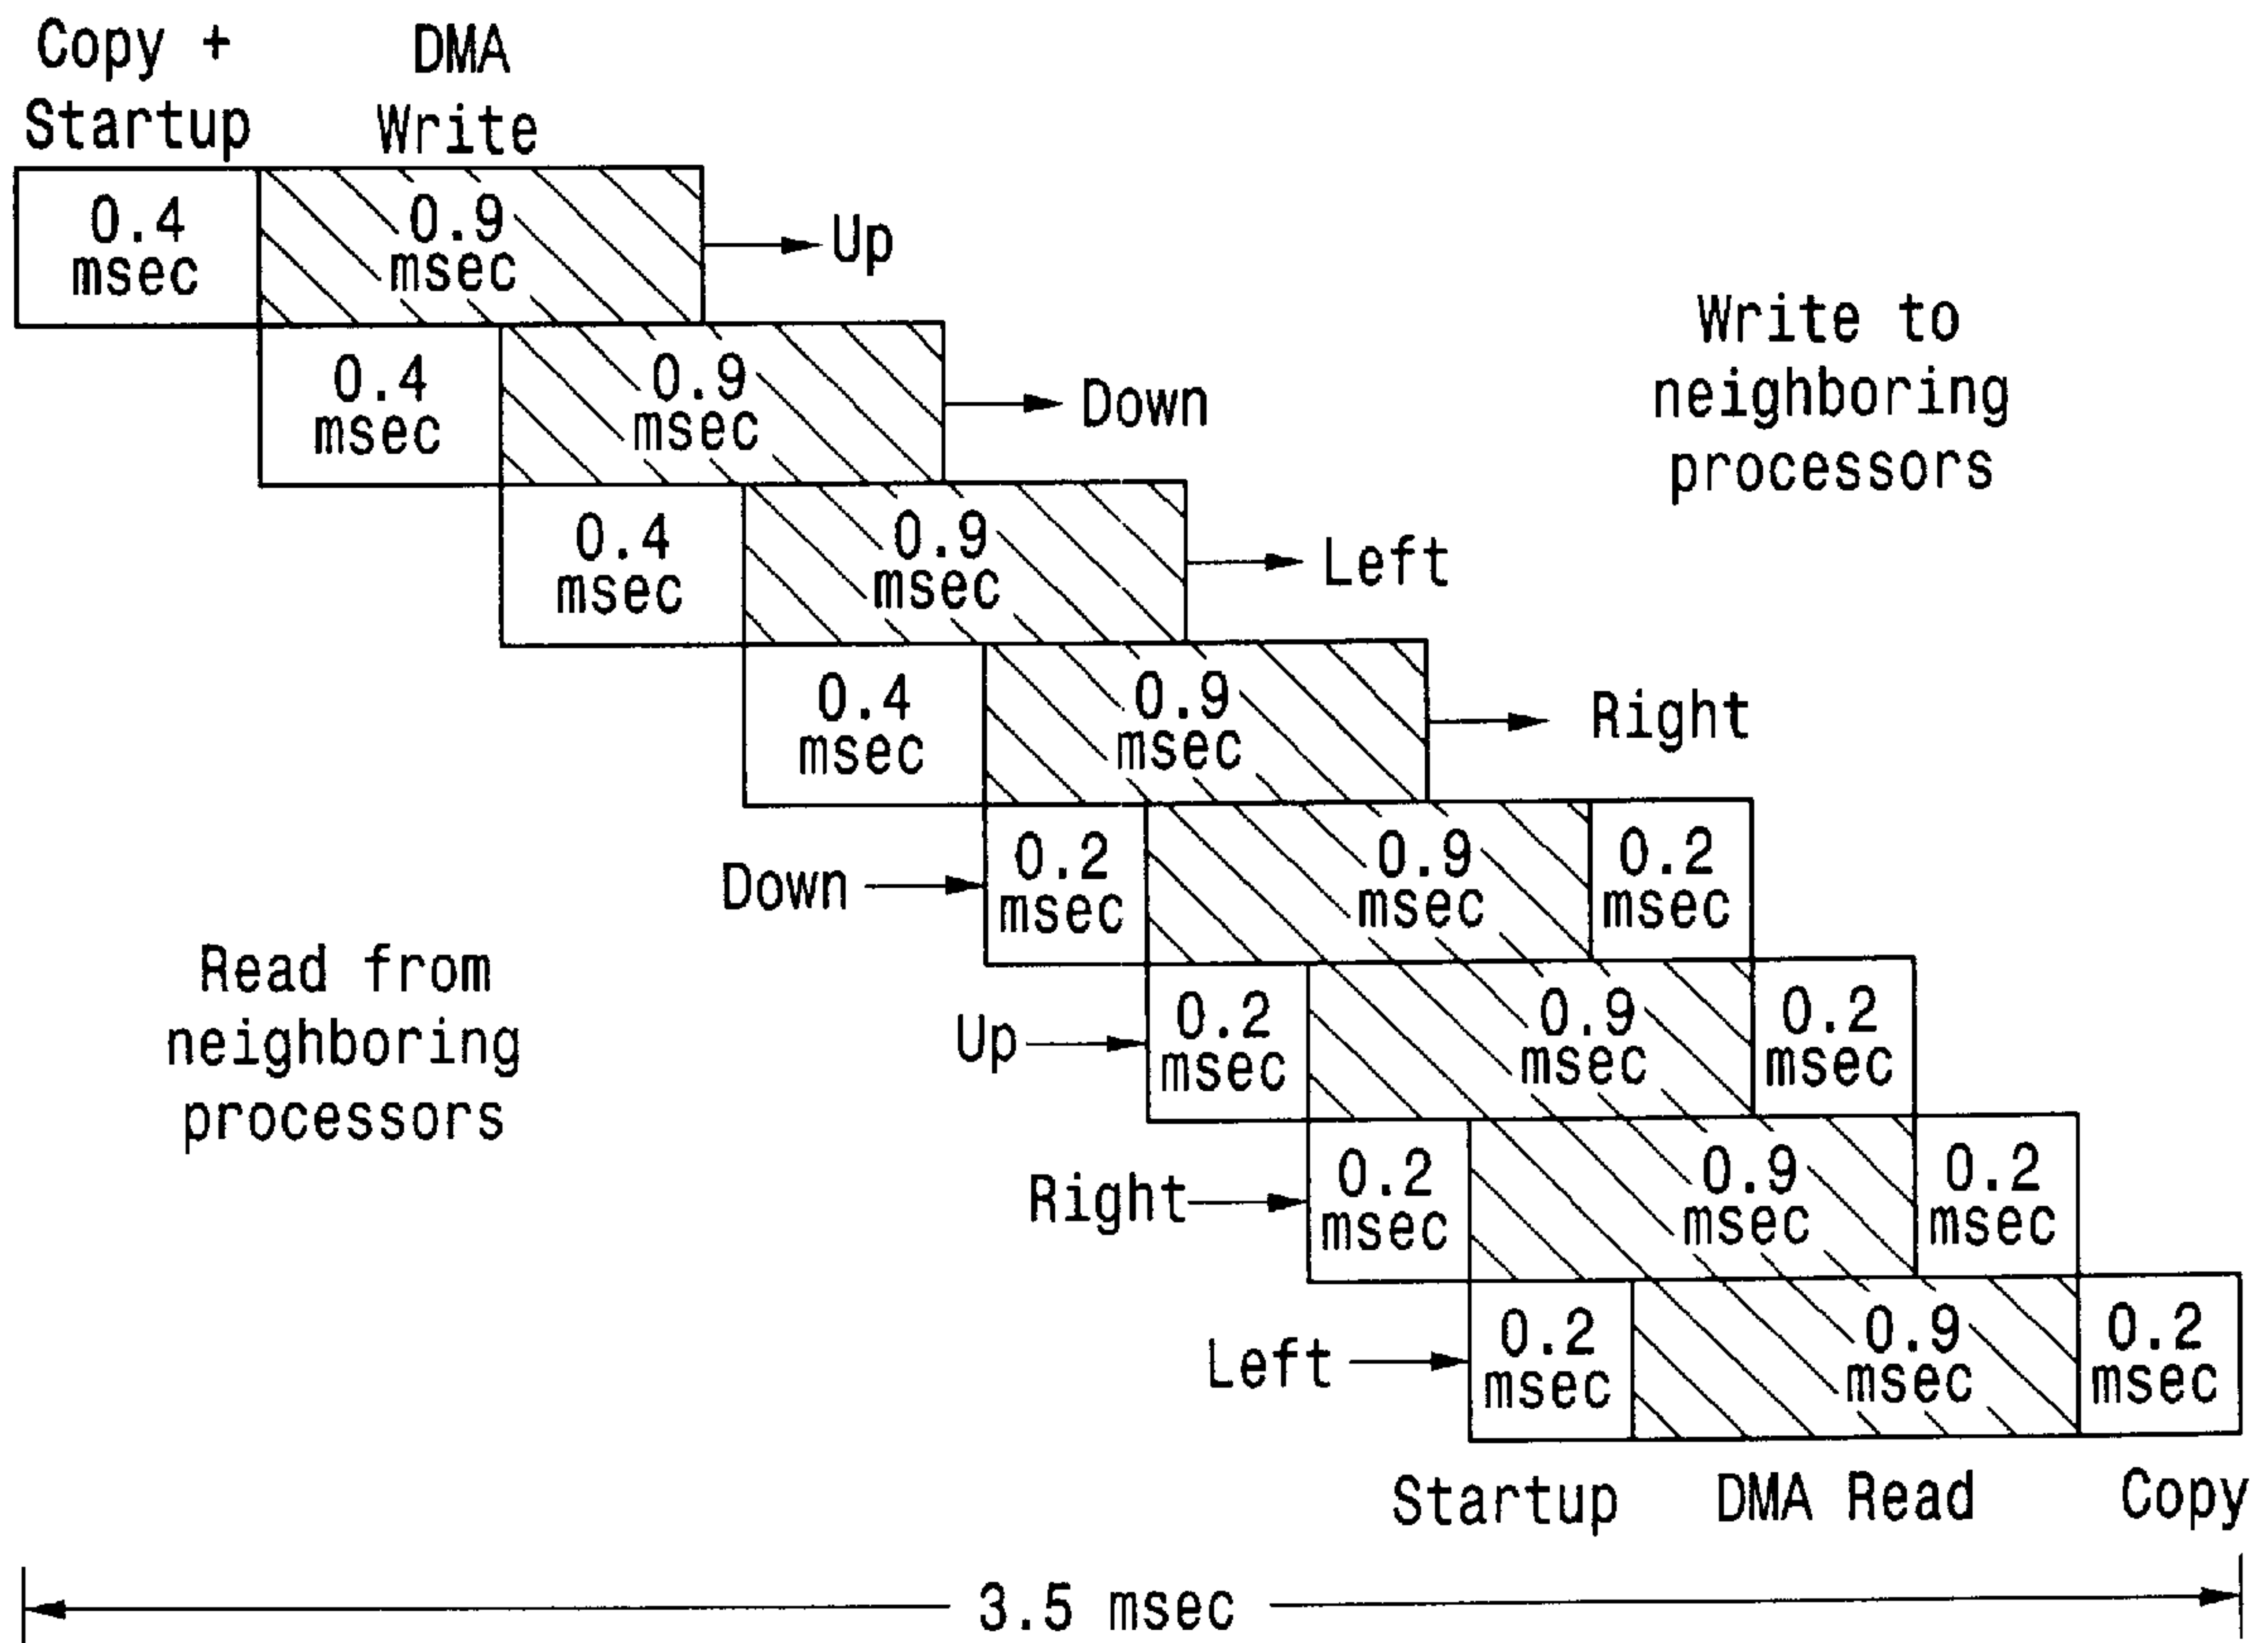 Copy +
Startup
DMA
Write
0.4
msec
0.9
msec
Up
0.4
msec
0.9
msec
Down
Write to
neighboring
processors
0.4
msec
0.9
msec
Left
0.4
msec
0.9
msec
Right
Down
0.2
msec
0.9
msec
0.2
msec
Read from
neighboring
processors
Up
0.2
msec
0.9
msec
0.2
msec
Right
0.2
msec
0.9
msec
0.2
msec
Left
0.2
msec
0.9
msec
0.2
msec
Startup DMA Read Copy
3.5 msec